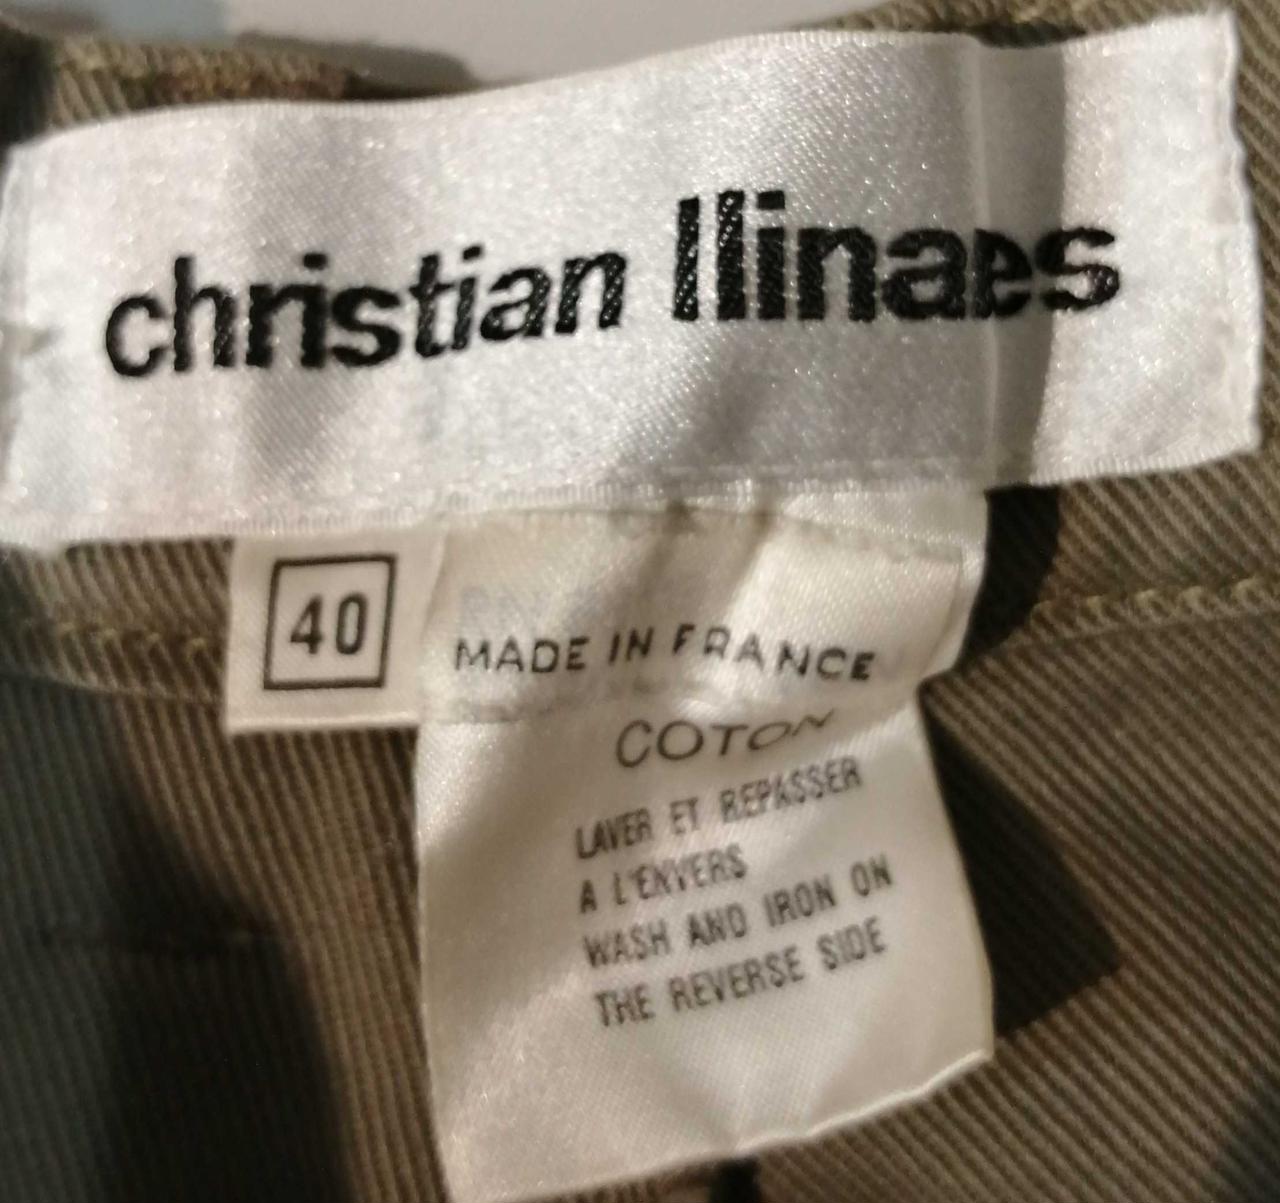 christian llinaes
40
MADE IN FRANCE
COTON
LAVER ET REPASSER
A L'ENVERS
WASH AND IRON ON
THE REVERSE SIDE